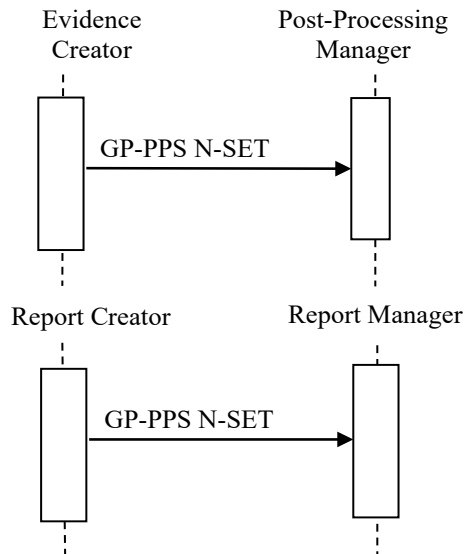 Evidence
Creator
Post-Processing
Manager
GP-PPS N-SET
Report Creator
Report Manager
GP-PPS N-SET